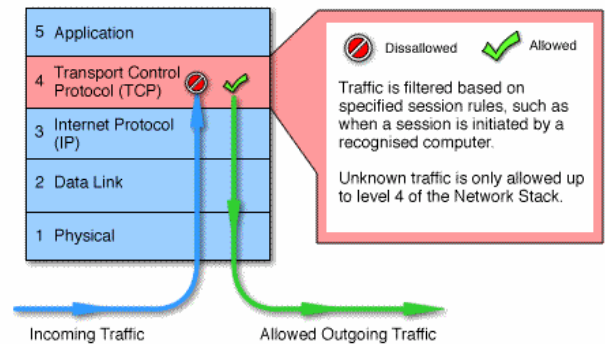 5 Application
4 Transport Control
Protocol (TCP)
3 Internet Protocol
(IP)
2 Data Link
1 Physical
Incoming Traffic
Allowed Outgoing Traffic
Dissallowed
Allowed
Traffic is filtered based on
specified session rules, such as
when a session is initiated by a
recognised computer.
Unknown traffic is only allowed up
to level 4 of the Network Stack.